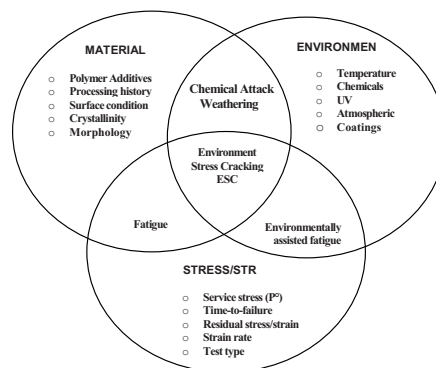 MATERIAL
o Polymer Additives
o Processing history
o Surface condition
o Crystallinity
o Morphology
Chemical Attack
Weathering
ENVIRONMEN
o Temperature
o Chemicals
o UV
o Atmospheric
o Coatings
Environment
Stress Cracking
ESC
Fatigue
Environmentally
assisted fatigue
STRESS/STR
o Service stress (P°)
o Time-to-failure
o Residual stress/strain
o Strain rate
o Test type